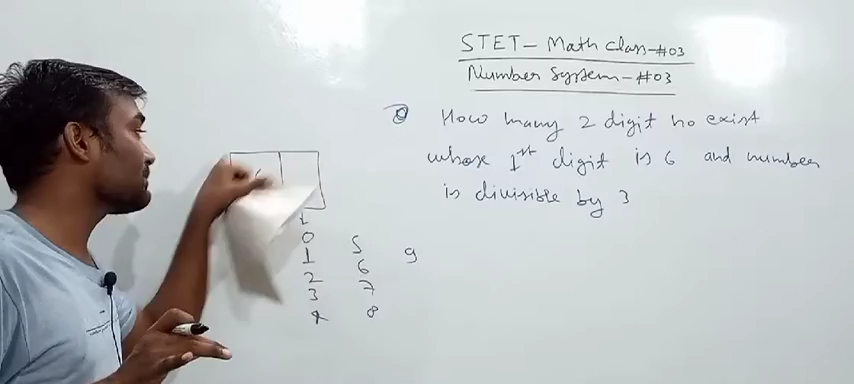 STET- Math class-#03
Number System-#03
Q How many 2 digit no exist
whose 1st digit is 6 and number
is divisible by 3
0 5
1 6 9
2 7
3 8
4